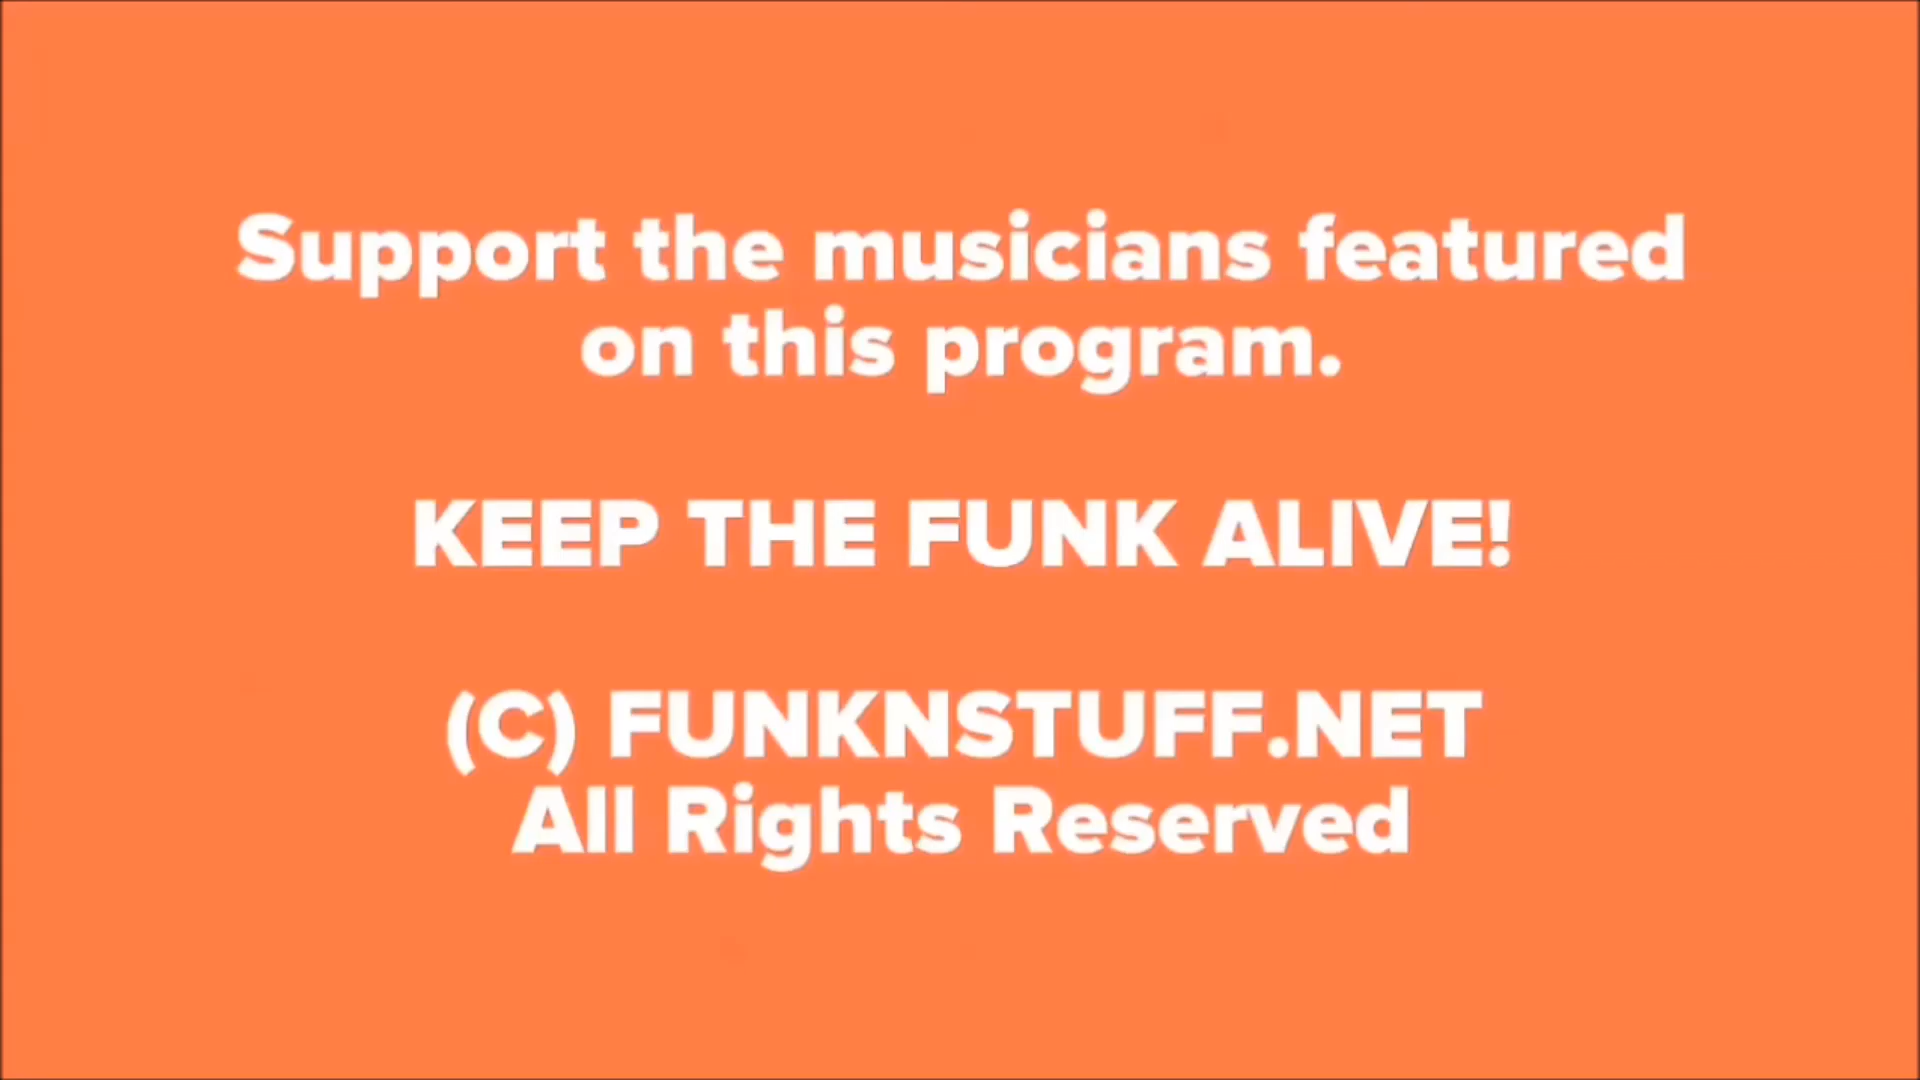 Support the musicians featured
on this program.
KEEP THE FUNK ALIVE!
(C) FUNKNSTUFF.NET
All Rights Reserved